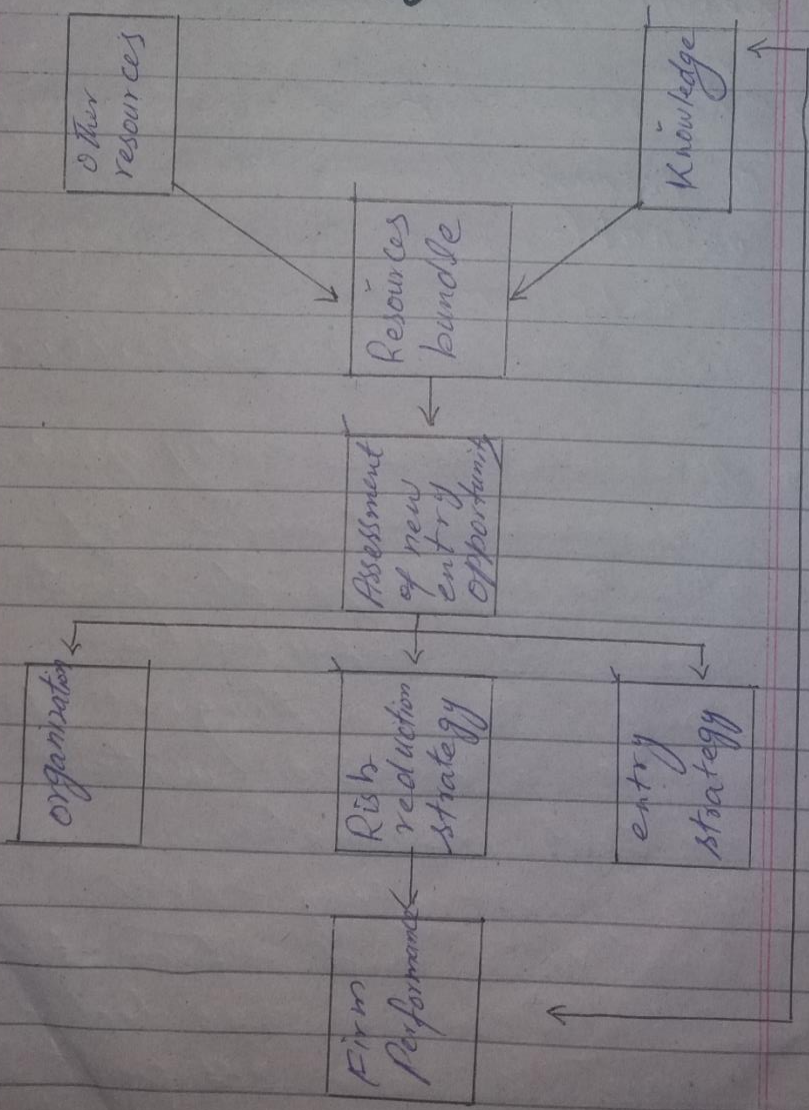 Other
resources
Knowledge
Resources
bundle
Assessment
of new
entry
opportunity
organization
Risk
reduction
strategy
entry
strategy
Firm
Performance